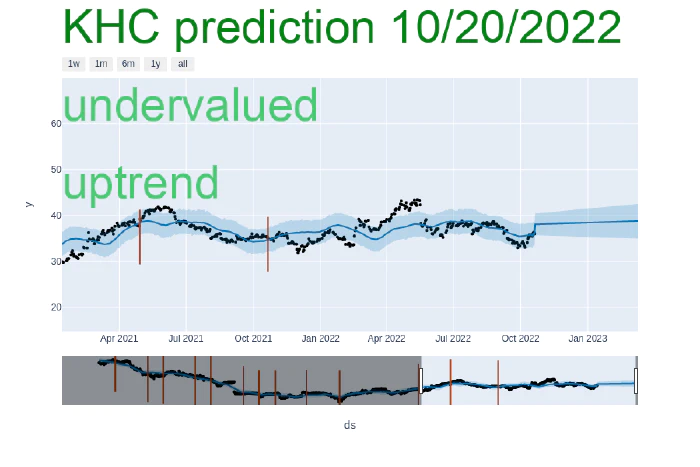 KHC prediction 10/20/2022
1w 1m 6m 1y all
undervalued
60
50
uptrend
40
y
30
20
Apr 2021 Jul 2021 Oct 2021 Jan 2022 Apr 2022 Jul 2022 Oct 2022 Jan 2023
ds